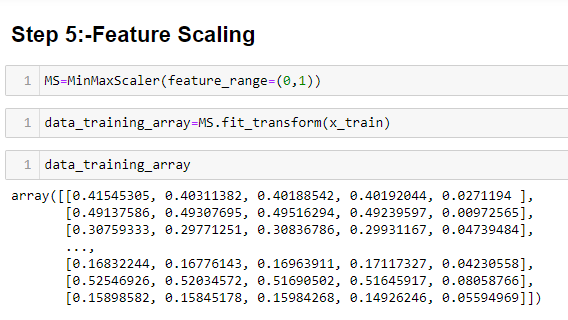 Step 5:-Feature Scaling
1 MS=MinMaxScaler(feature_range=(0,1))
1 data_training_array=MS.fit_transform(x_train)
1 data_training_array
array([[0.41545305, 0.40311382, 0.40188542, 0.40192044, 0.0271194 ],
[0.49137586, 0.49307695, 0.49516294, 0.49239597, 0.00972565],
[0.30759333, 0.29771251, 0.30836786, 0.29931167, 0.04739484],
...,
[0.16832244, 0.16776143, 0.16963911, 0.17117327, 0.04230558],
[0.52546926, 0.52034572, 0.51690502, 0.51645917, 0.08058766],
[0.15898582, 0.15845178, 0.15984268, 0.14926246, 0.05594969]])